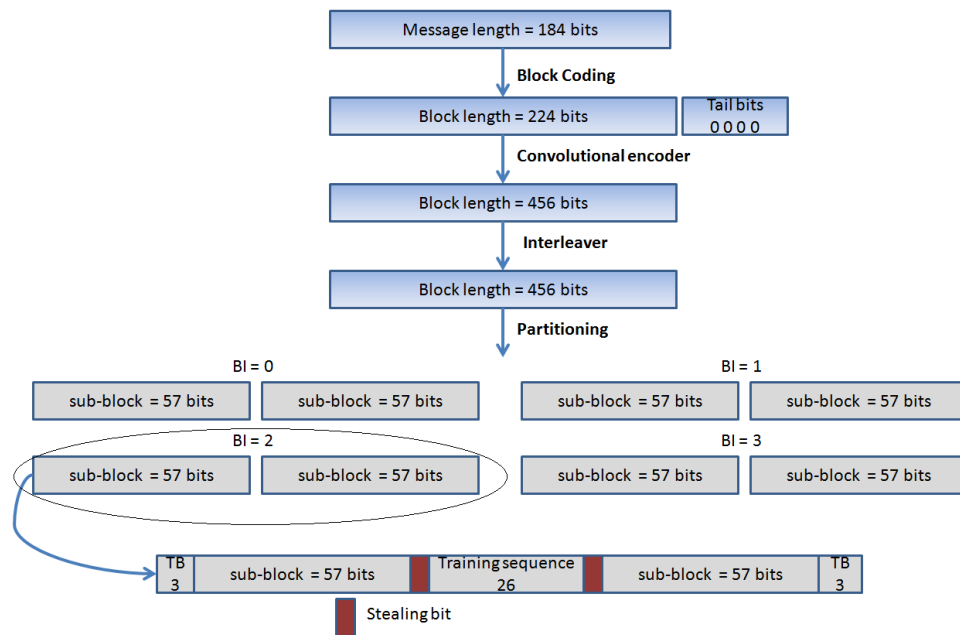 Message length = 184 bits
Block Coding
Block length = 224 bits
Tail bits
0 0 0 0
Convolutional encoder
Block length = 456 bits
Interleaver
Block length = 456 bits
Partitioning
BI = 0
BI = 1
sub-block = 57 bits
sub-block = 57 bits
sub-block = 57 bits
sub-block = 57 bits
BI = 2
BI = 3
sub-block = 57 bits
sub-block = 57 bits
sub-block = 57 bits
sub-block = 57 bits
TB
3
sub-block = 57 bits
Training sequence
26
sub-block = 57 bits
TB
3
Stealing bit